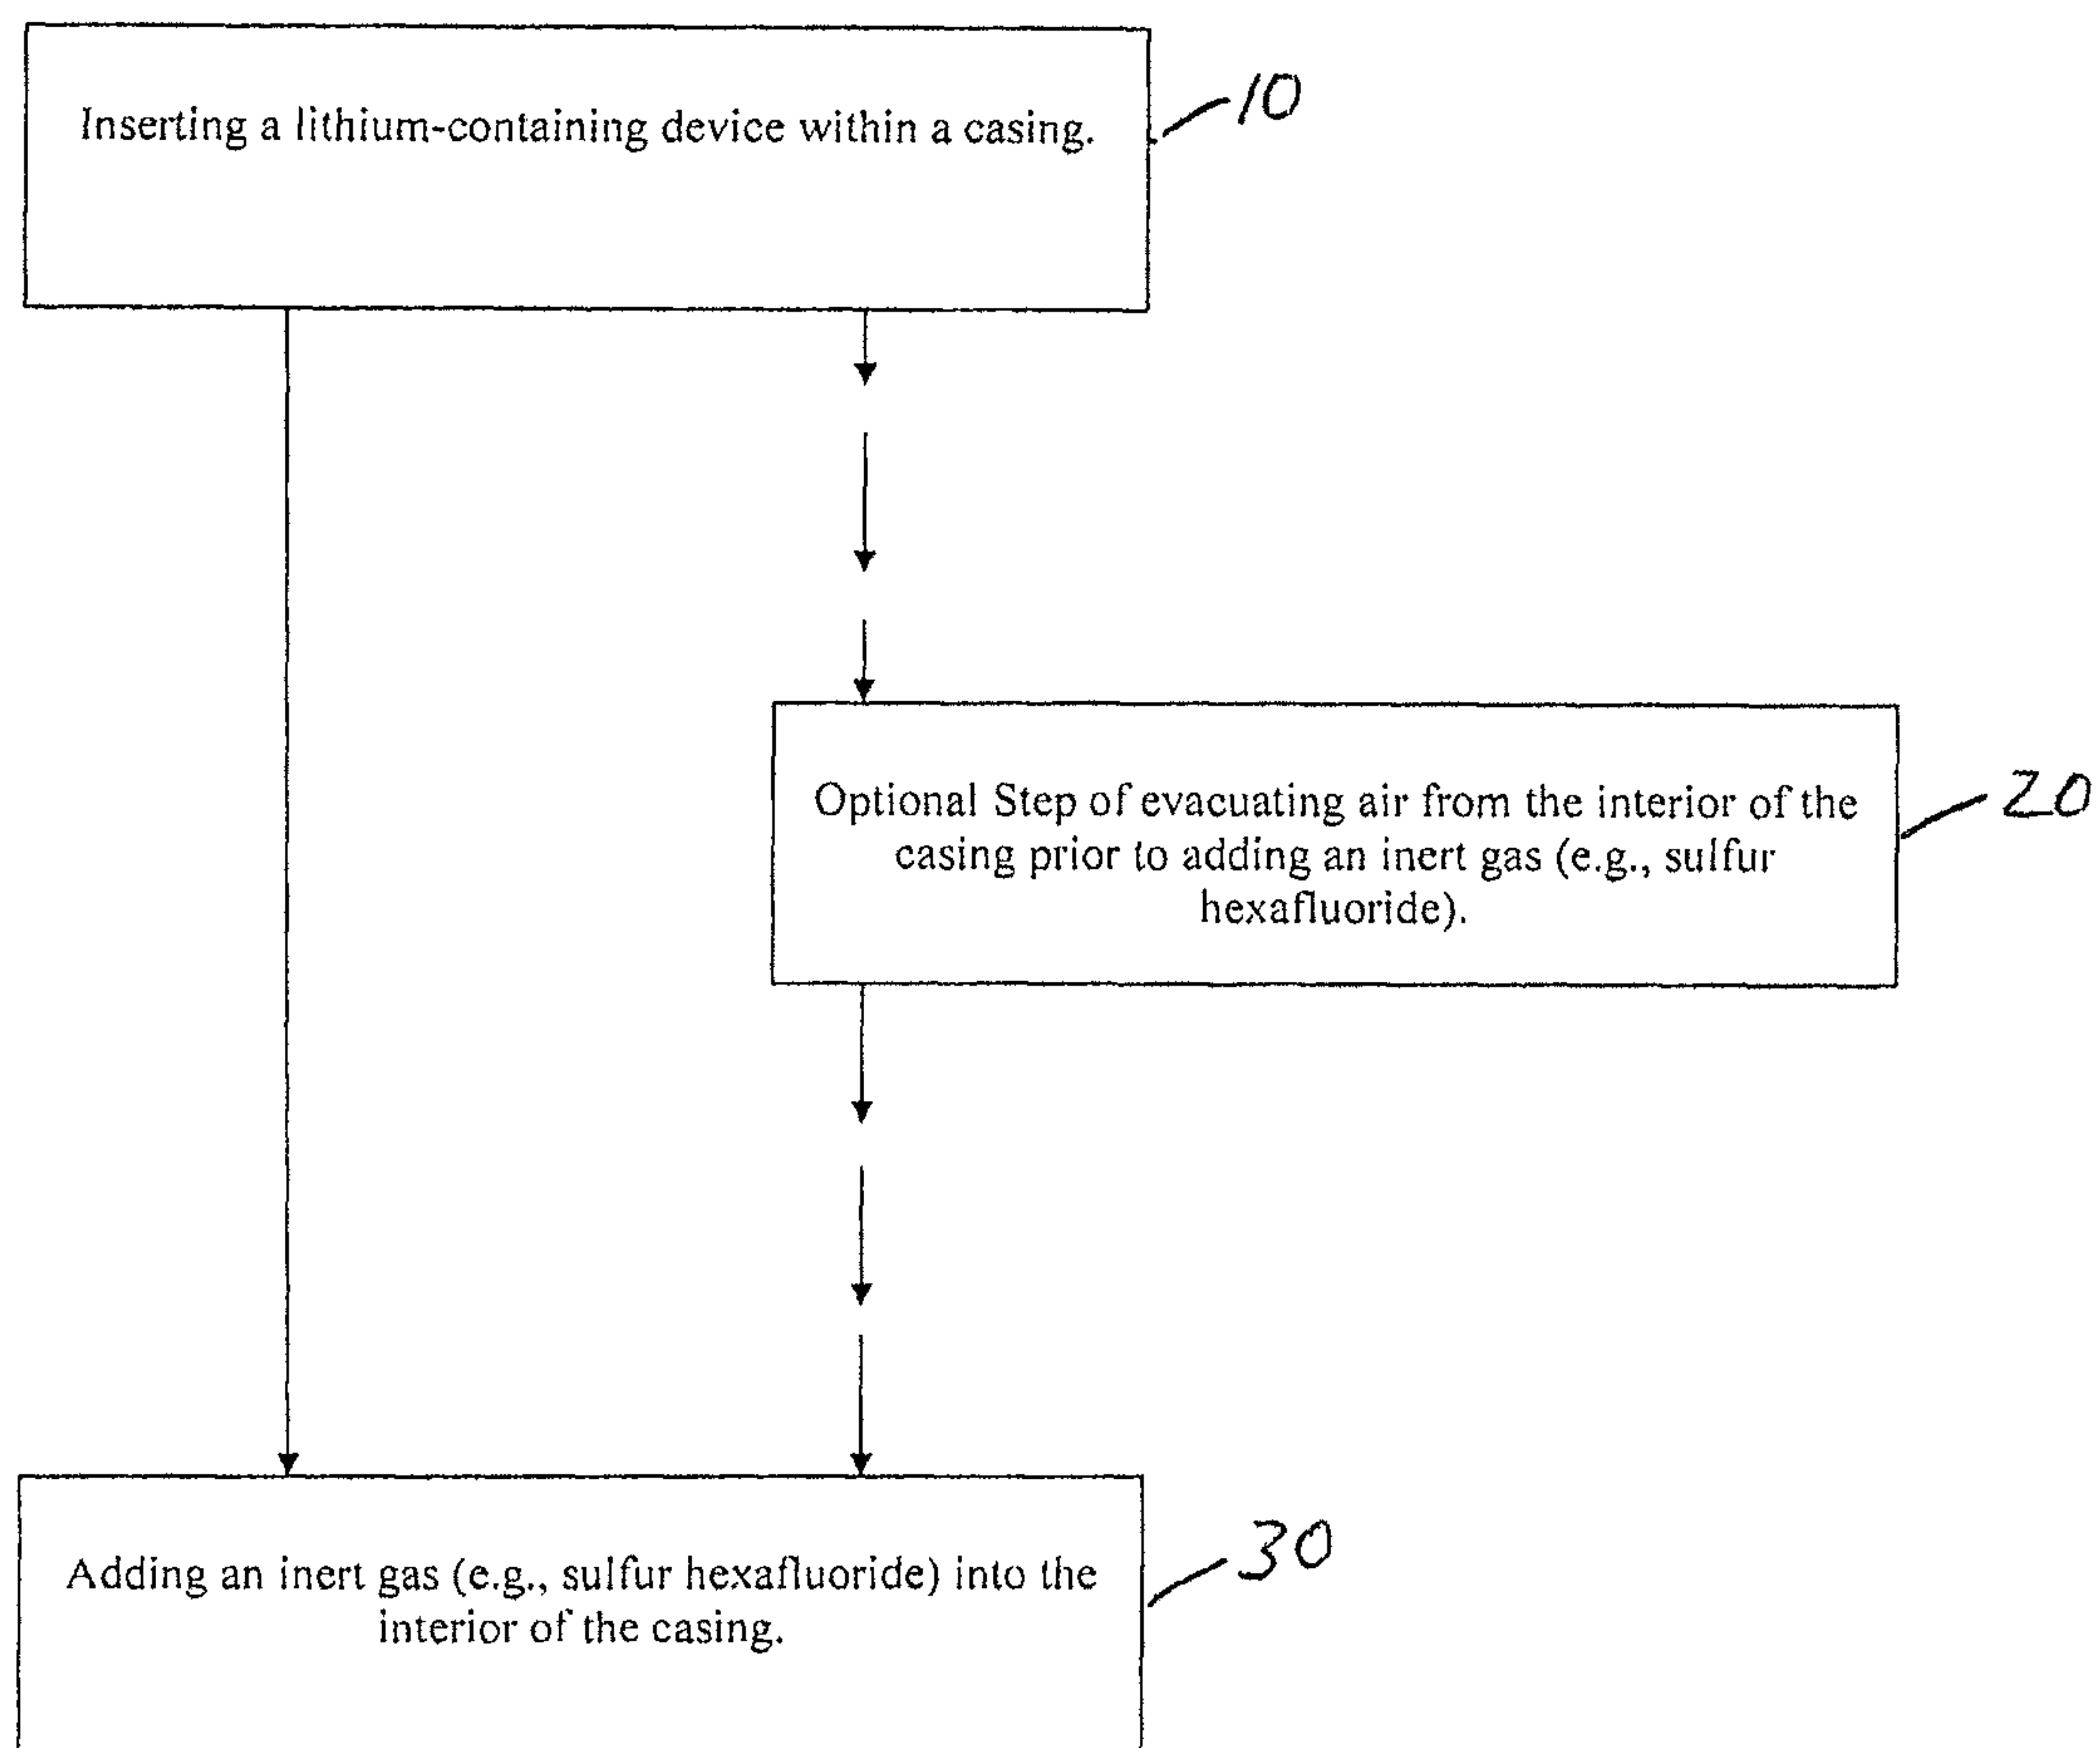 Inserting a lithium-containing device within a casing.
10
Optional Step of evacuating air from the interior of the
casing prior to adding an inert gas (e.g., sulfur
hexafluoride).
20
Adding an inert gas (e.g., sulfur hexafluoride) into the
interior of the casing.
30